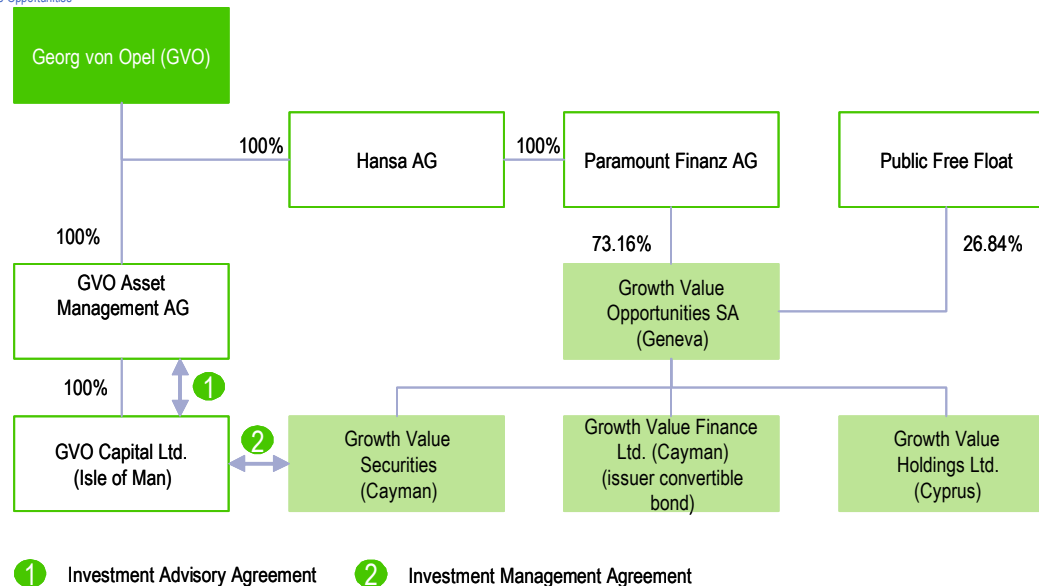 Opportunities
Georg von Opel (GVO)
100%
Hansa AG
100%
Paramount Finanz AG
Public Free Float
100%
73.16%
26.84%
GVO Asset
Management AG
Growth Value
Opportunities SA
(Geneva)
100%
1
GVO Capital Ltd.
(Isle of Man)
2
Growth Value
Securities
(Cayman)
Growth Value Finance
Ltd. (Cayman)
(issuer convertible
bond)
Growth Value
Holdings Ltd.
(Cyprus)
1 Investment Advisory Agreement
2 Investment Management Agreement